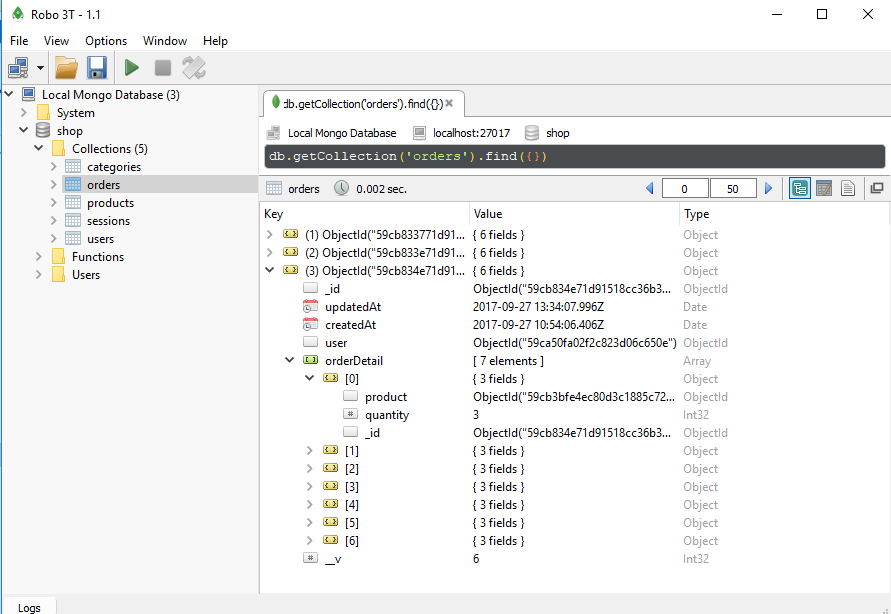 Robo 3T - 1.1
File View Options Window Help
Local Mongo Database (3)
System
shop
Collections (5)
categories
orders
products
sessions
users
Functions
Users
db.getCollection('orders').find({})
Local Mongo Database localhost:27017 shop
db.getCollection('orders').find({})
orders 0.002 sec. 0 50
Key Value Type
(1) ObjectId("59cb833771d91... { 6 fields } Object
(2) ObjectId("59cb833e71d91... { 6 fields } Object
(3) ObjectId("59cb834e71d91... { 6 fields } Object
_id ObjectId("59cb834e71d91518cc36b3... ObjectId
updatedAt 2017-09-27 13:34:07.996Z Date
createdAt 2017-09-27 10:54:06.406Z Date
user ObjectId("59ca50fa02f2c823d06c650e") ObjectId
orderDetail [ 7 elements ] Array
[0] { 3 fields } Object
product ObjectId("59cb3bfe4ec80d3c1885c72... ObjectId
# quantity 3 Int32
_id ObjectId("59cb834e71d91518cc36b3... ObjectId
[1] { 3 fields } Object
[2] { 3 fields } Object
[3] { 3 fields } Object
[4] { 3 fields } Object
[5] { 3 fields } Object
[6] { 3 fields } Object
# __v 6 Int32
Logs